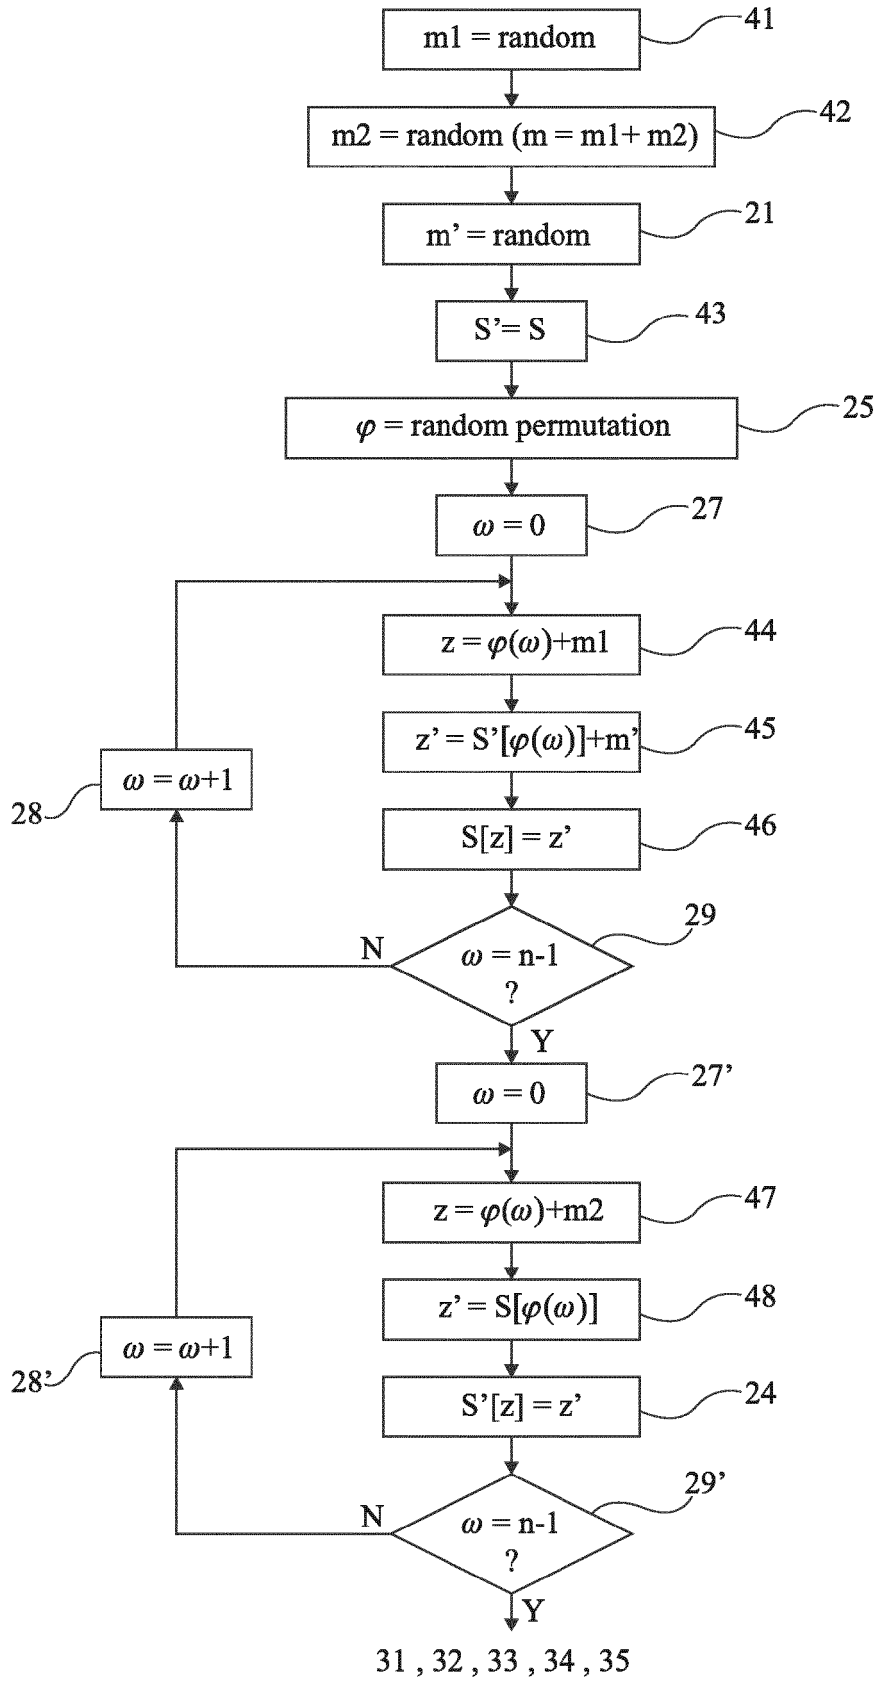 m1 = random
41
m2 = random (m = m1+ m2)
42
m’ = random
21
S’= S
43
φ = random permutation
25
ω = 0
27
z = φ(ω)+m1
44
z’ = S’[φ(ω)]+m’
45
ω = ω+1
28
S[z] = z’
46
ω = n-1
?
29
N
Y
ω = 0
27’
z = φ(ω)+m2
47
z’ = S[φ(ω)]
48
ω = ω+1
28’
S’[z] = z’
24
ω = n-1
?
29’
N
Y
31 , 32 , 33 , 34 , 35